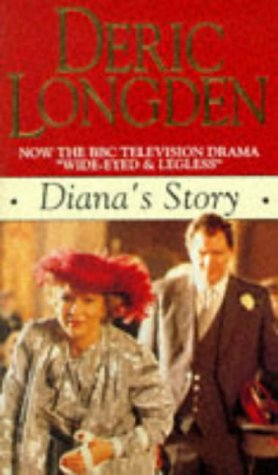 DERIC
LONGDEN
NOW THE BBC TELEVISION DRAMA
"WIDE-EYED & LEGLESS"
· Diana's Story ·